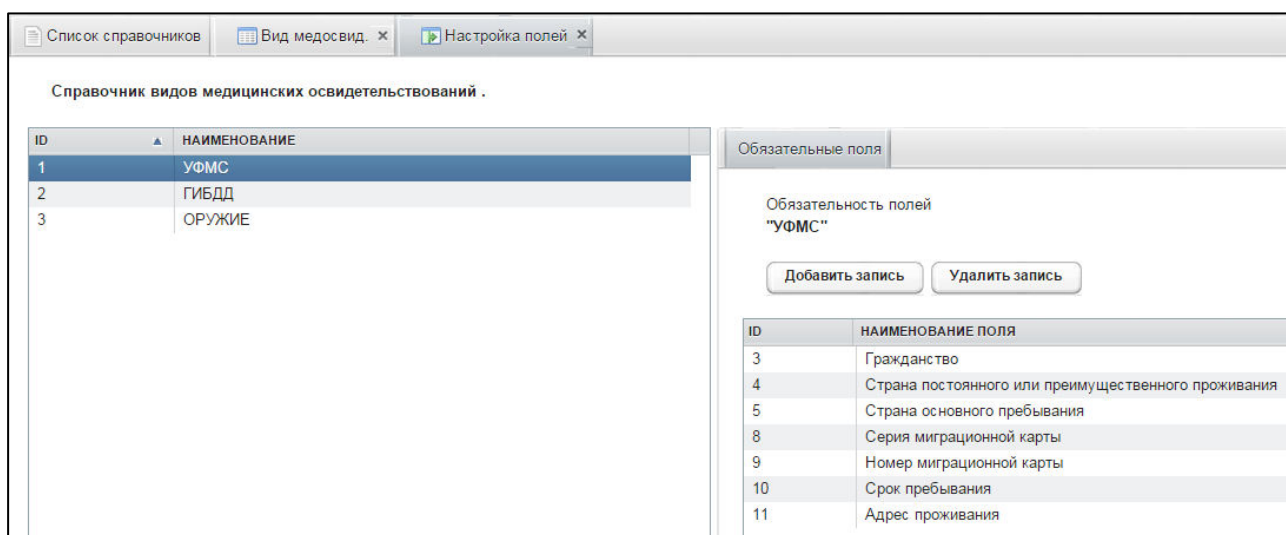 Список справочников Вид медосвид. Настройка полей
Справочник видов медицинских освидетельствований .
ID НАИМЕНОВАНИЕ
1 УФМС
2 ГИБДД
3 ОРУЖИЕ
Обязательные поля
Обязательность полей
"УФМС"
Добавить запись Удалить запись
ID НАИМЕНОВАНИЕ ПОЛЯ
3 Гражданство
4 Страна постоянного или преимущественного проживания
5 Страна основного пребывания
8 Серия миграционной карты
9 Номер миграционной карты
10 Срок пребывания
11 Адрес проживания